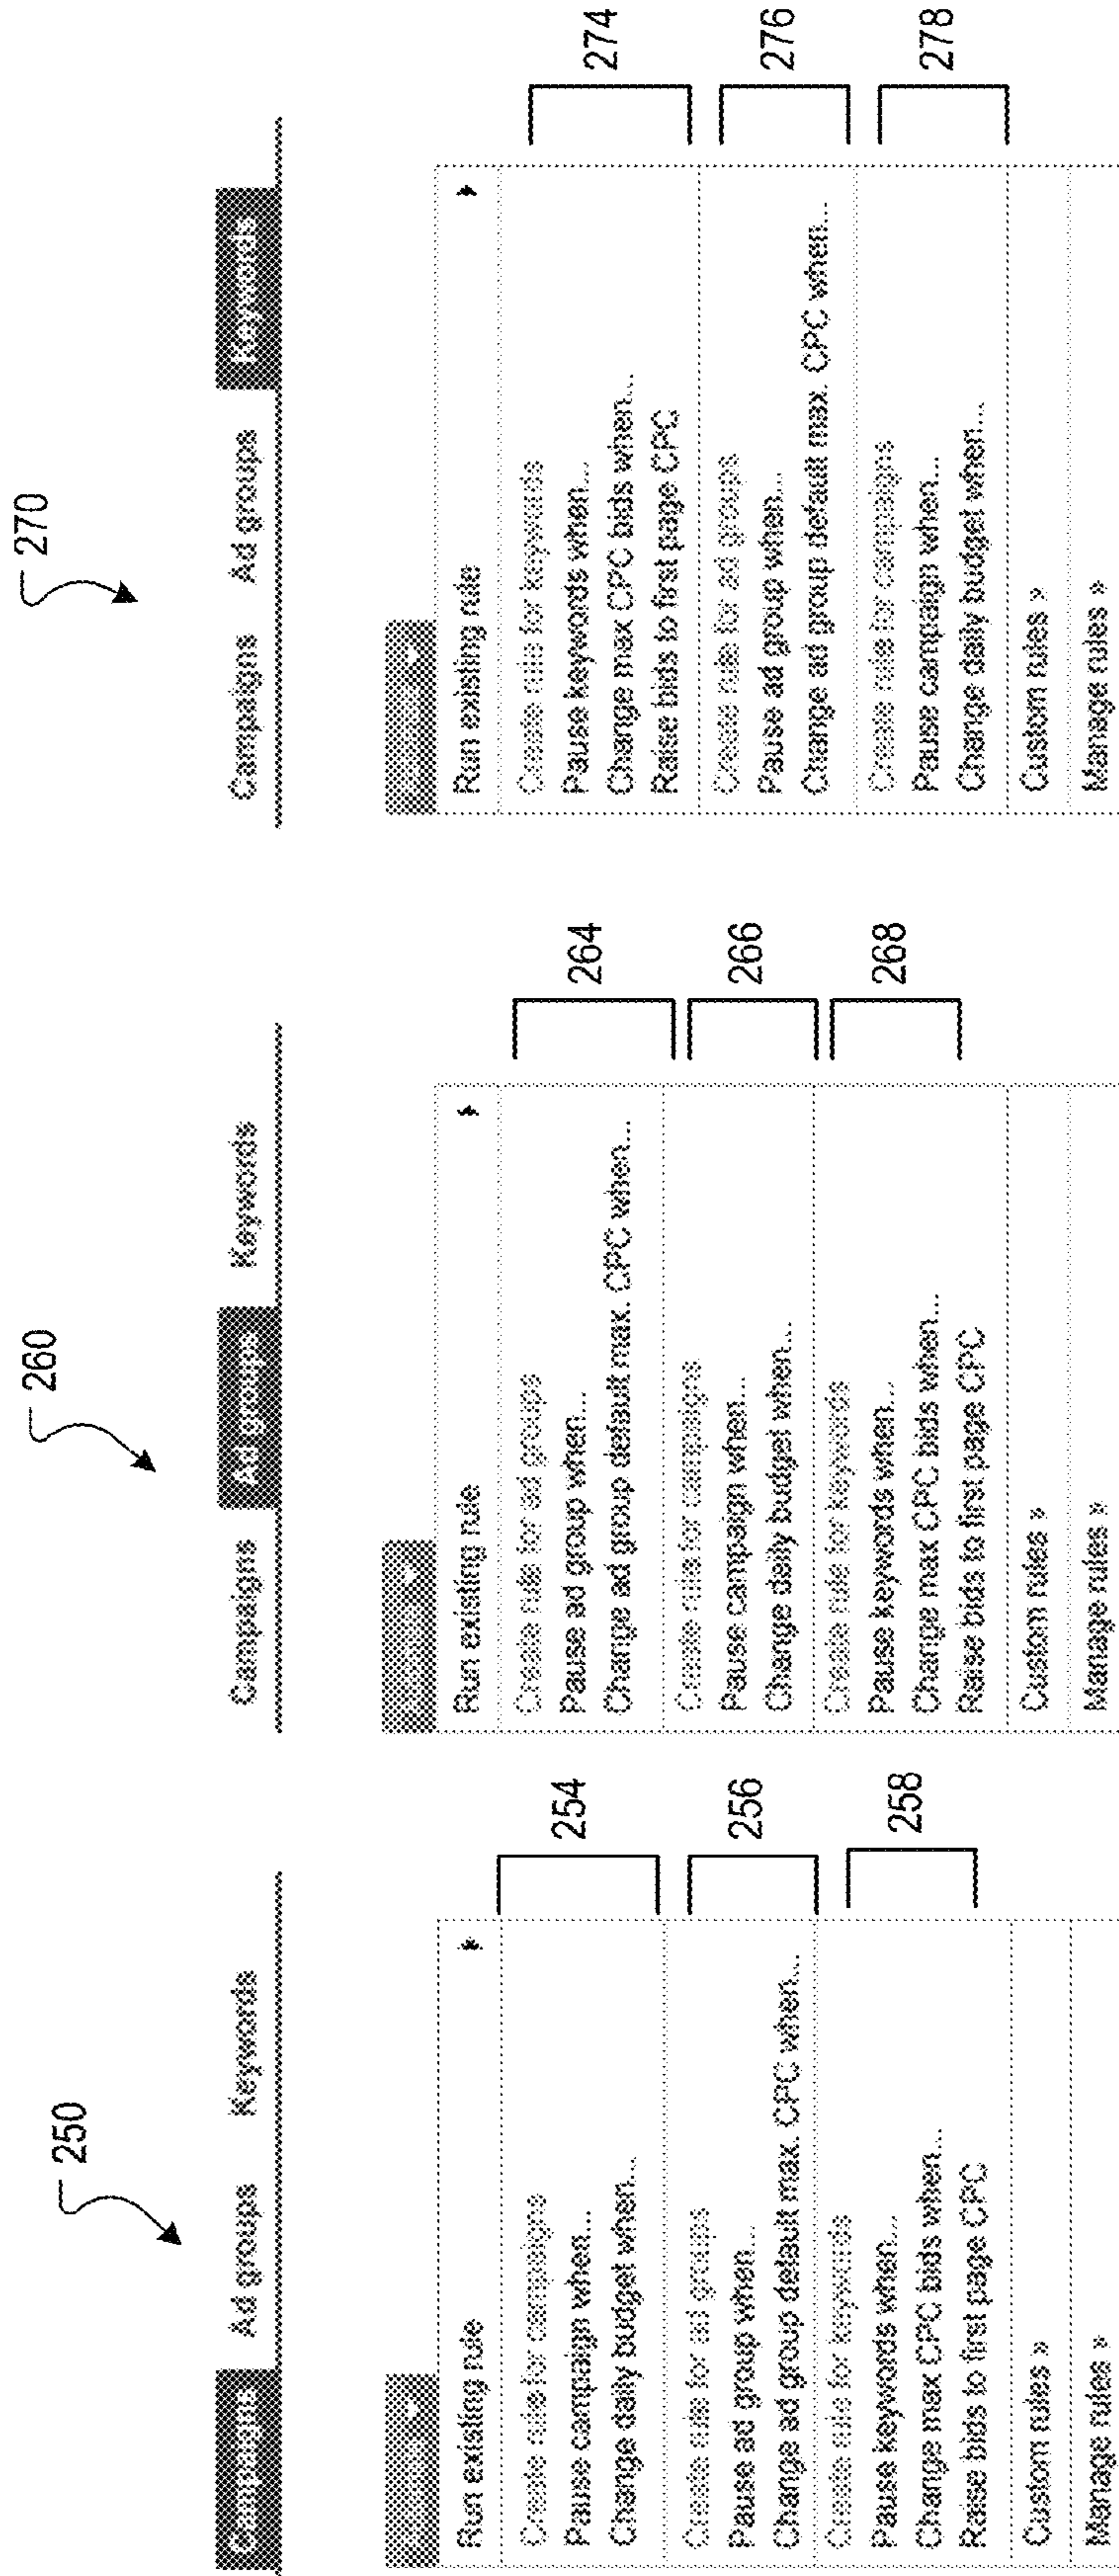 250
Campaigns Ad groups Keywords
Run existing rule
Create rule for campaigns
Pause campaign when...
Change daily budget when...
254
Create rule for ad groups
Pause ad group when...
Change ad group default max. CPC when...
256
Create rule for keywords
Pause keywords when...
Change max CPC bids when...
Raise bids to first page CPC
258
Custom rules »
Manage rules »
260
Campaigns Ad groups Keywords
Run existing rule
Create rule for ad groups
Pause ad group when...
Change ad group default max. CPC when...
264
Create rule for campaigns
Pause campaign when...
Change daily budget when...
266
Create rule for keywords
Pause keywords when...
Change max CPC bids when...
Raise bids to first page CPC
268
Custom rules »
Manage rules »
270
Campaigns Ad groups Keywords
Run existing rule
Create rule for keywords
Pause keywords when...
Change max CPC bids when...
Raise bids to first page CPC
274
Create rule for ad groups
Pause ad group when...
Change ad group default max. CPC when...
276
Create rule for campaigns
Pause campaign when...
Change daily budget when...
278
Custom rules »
Manage rules »